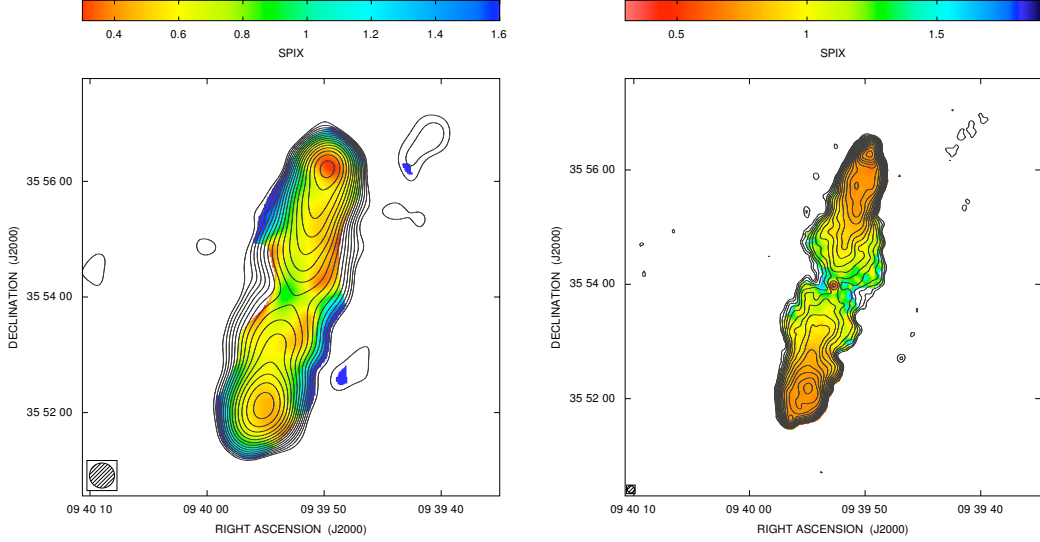 0.4 0.6 0.8 1 1.2 1.4 1.6
SPIX
35 56 00
35 54 00
35 52 00
DECLINATION (J2000)
09 40 10 09 40 00 09 39 50 09 39 40
RIGHT ASCENSION (J2000)
0.5 1 1.5
SPIX
35 56 00
35 54 00
35 52 00
DECLINATION (J2000)
09 40 10 09 40 00 09 39 50 09 39 40
RIGHT ASCENSION (J2000)